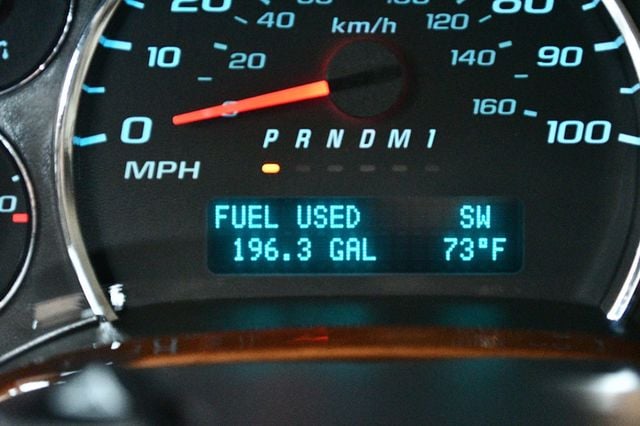 20 80
40 km/h 120
10 20 140 90
0 160 100
P R N D M 1
MPH
0
FUEL USED SW
196.3 GAL 73°F